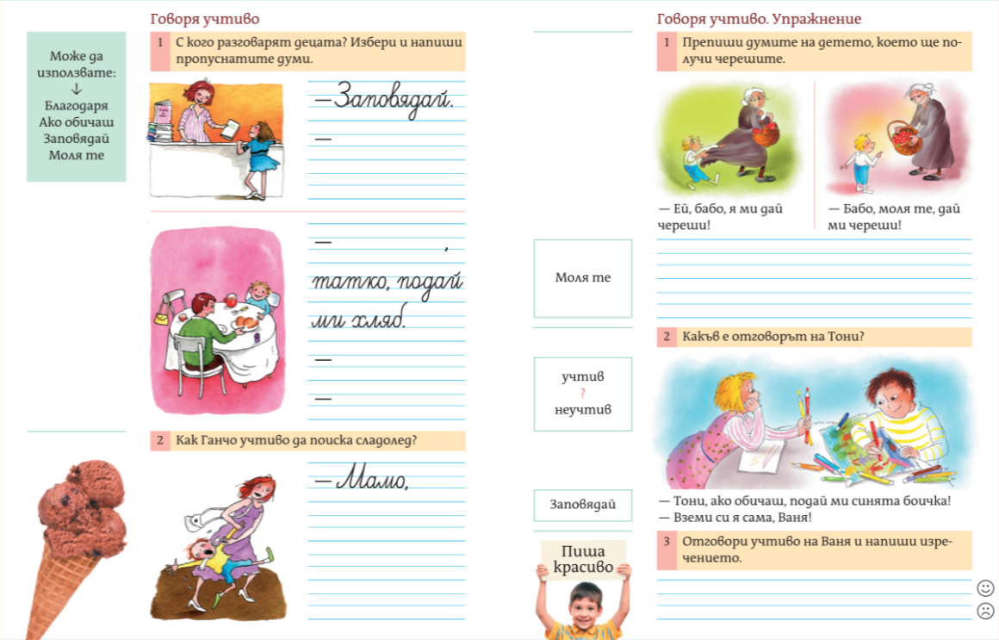 Говоря учтиво
Може да
използвате:
↓
Благодаря
Ако обичаш
Заповядай
Моля те
1 С кого разговарят децата? Избери и напиши
пропуснатите думи.
— Заповядай.
—
— ,
татко, подай
ми хляб.
—
—
2 Как Ганчо учтиво да поиска сладолед?
— Мамо,
Говоря учтиво. Упражнение
1 Препиши думите на детето, което ще по-
лучи черешите.
— Ей, бабо, я ми дай
череши!
— Бабо, моля те, дай
ми череши!
Моля те
2 Какъв е отговорът на Тони?
учтив
?
неучтив
— Тони, ако обичаш, подай ми синята боичка!
— Вземи си я сама, Ваня!
Заповядай
3 Отговори учтиво на Ваня и напиши изре-
чението.
Пиша
красиво